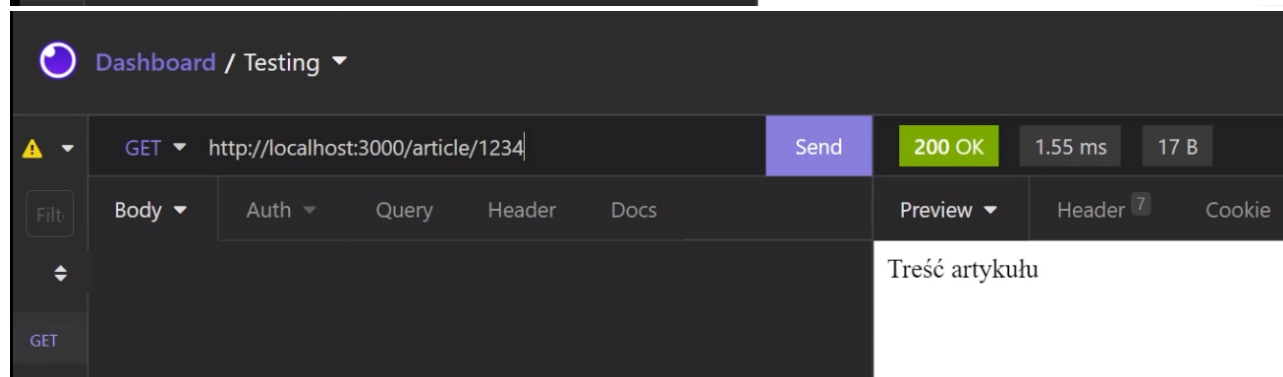 Dashboard / Testing
GET http://localhost:3000/article/1234 Send 200 OK 1.55 ms 17 B
Filt Body Auth Query Header Docs Preview Header 7 Cookie
Treść artykułu
GET